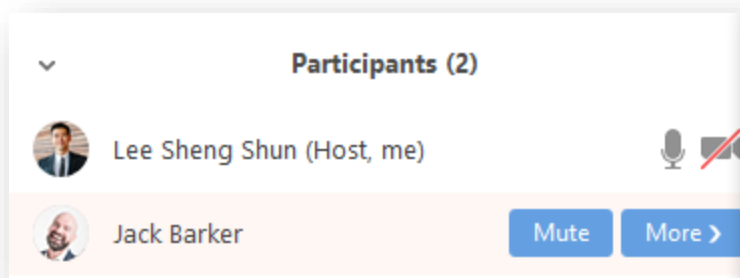 Participants (2)
Lee Sheng Shun (Host, me)
Jack Barker Mute More ❯